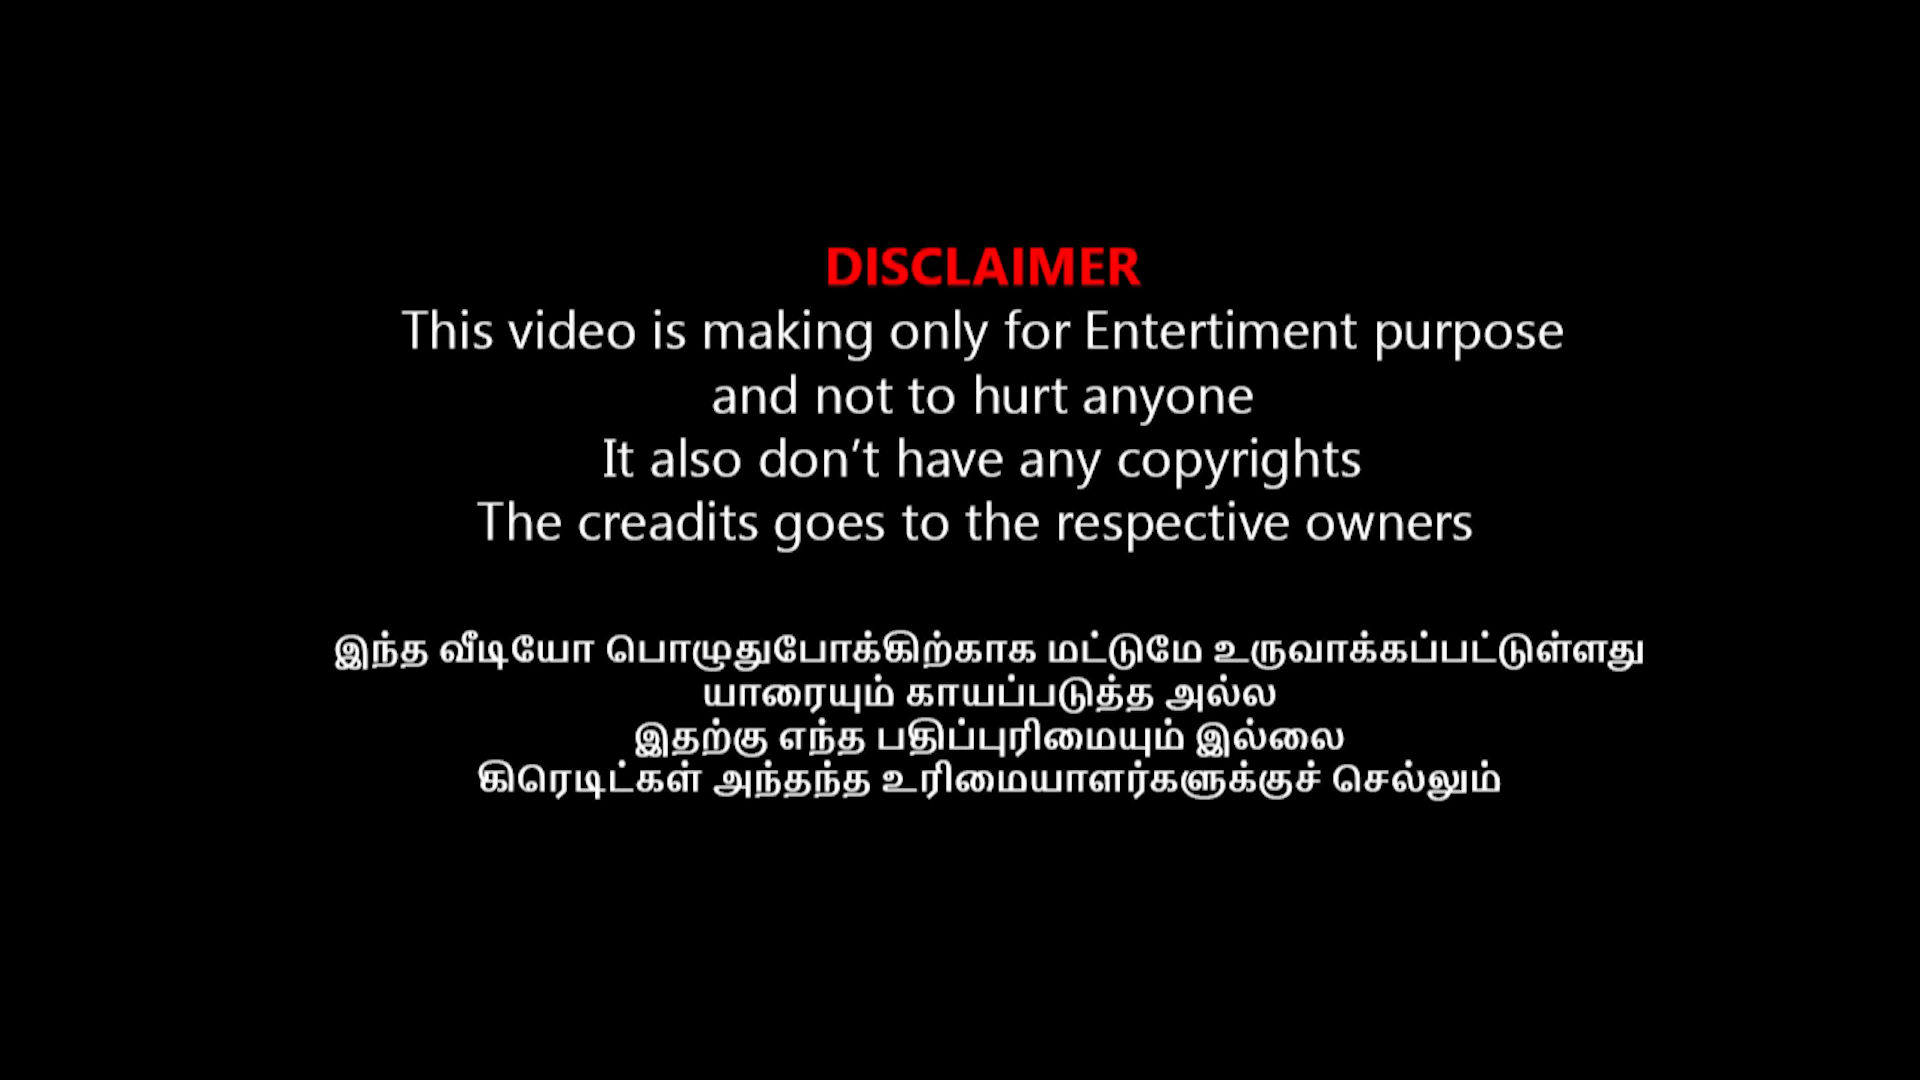 DISCLAIMER
This video is making only for Entertiment purpose
and not to hurt anyone
It also don’t have any copyrights
The creadits goes to the respective owners
இந்த வீடியோ பொழுதுபோக்கிற்காக மட்டுமே உருவாக்கப்பட்டுள்ளது
யாரையும் காயப்படுத்த அல்ல
இதற்கு எந்த பதிப்புரிமையும் இல்லை
கிரெடிட்கள் அந்தந்த உரிமையாளர்களுக்குச் செல்லும்